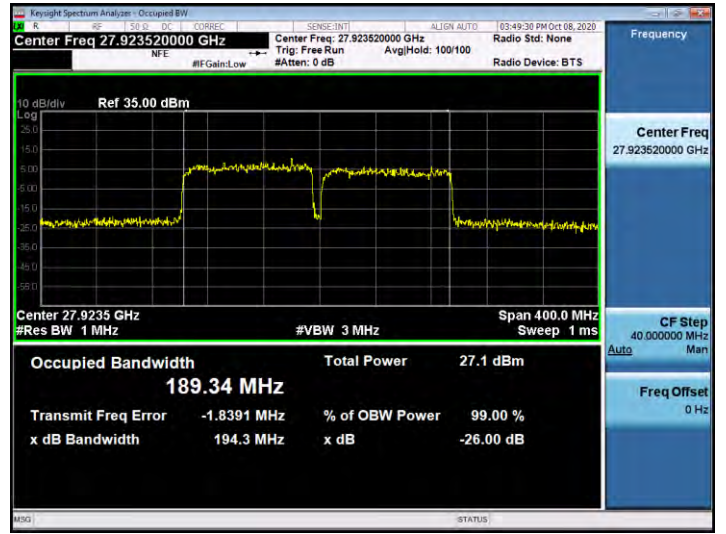 Keysight Spectrum Analyzer - Occupied BW
LXI R RF 50 Ω DC CORREC SENSE:INT ALIGN AUTO 03:49:30 PM Oct 08, 2020
Center Freq 27.923520000 GHz Center Freq: 27.923520000 GHz Radio Std: None
NFE Trig: Free Run Avg|Hold: 100/100
#IFGain:Low #Atten: 0 dB Radio Device: BTS
Frequency
10 dB/div Ref 35.00 dBm
Log
25.0
15.0
5.00
-5.00
-15.0
-25.0
-35.0
-45.0
-55.0
Center 27.9235 GHz Span 400.0 MHz
#Res BW 1 MHz #VBW 3 MHz Sweep 1 ms
Center Freq
27.923520000 GHz
CF Step
40.000000 MHz
Auto Man
Freq Offset
0 Hz
Occupied Bandwidth Total Power 27.1 dBm
189.34 MHz
Transmit Freq Error -1.8391 MHz % of OBW Power 99.00 %
x dB Bandwidth 194.3 MHz x dB -26.00 dB
MSG STATUS